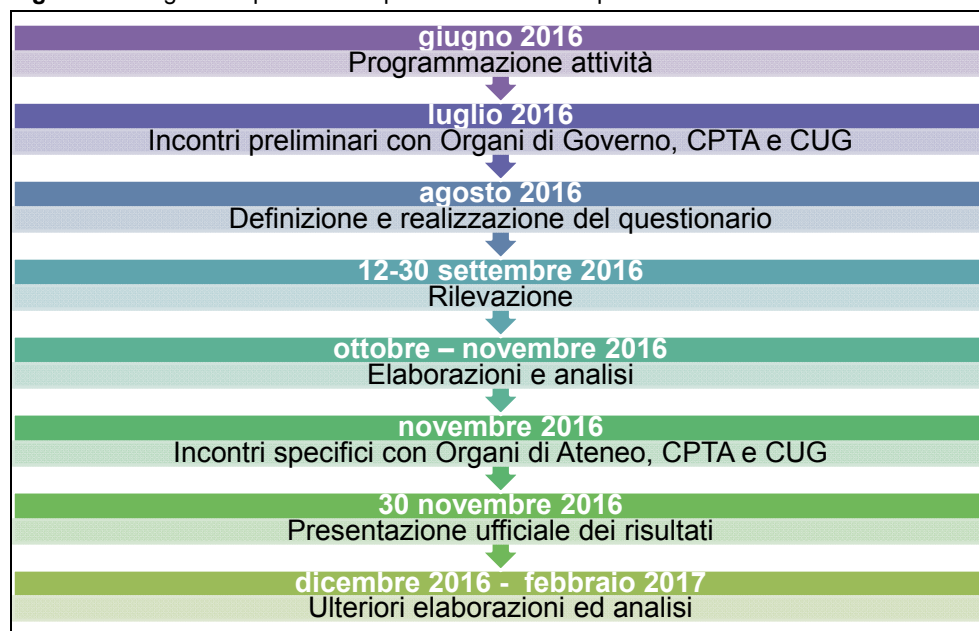 giugno 2016
Programmazione attività
luglio 2016
Incontri preliminari con Organi di Governo, CPTA e CUG
agosto 2016
Definizione e realizzazione del questionario
12-30 settembre 2016
Rilevazione
ottobre – novembre 2016
Elaborazioni e analisi
novembre 2016
Incontri specifici con Organi di Ateneo, CPTA e CUG
30 novembre 2016
Presentazione ufficiale dei risultati
dicembre 2016 -  febbraio 2017
Ulteriori elaborazioni ed analisi